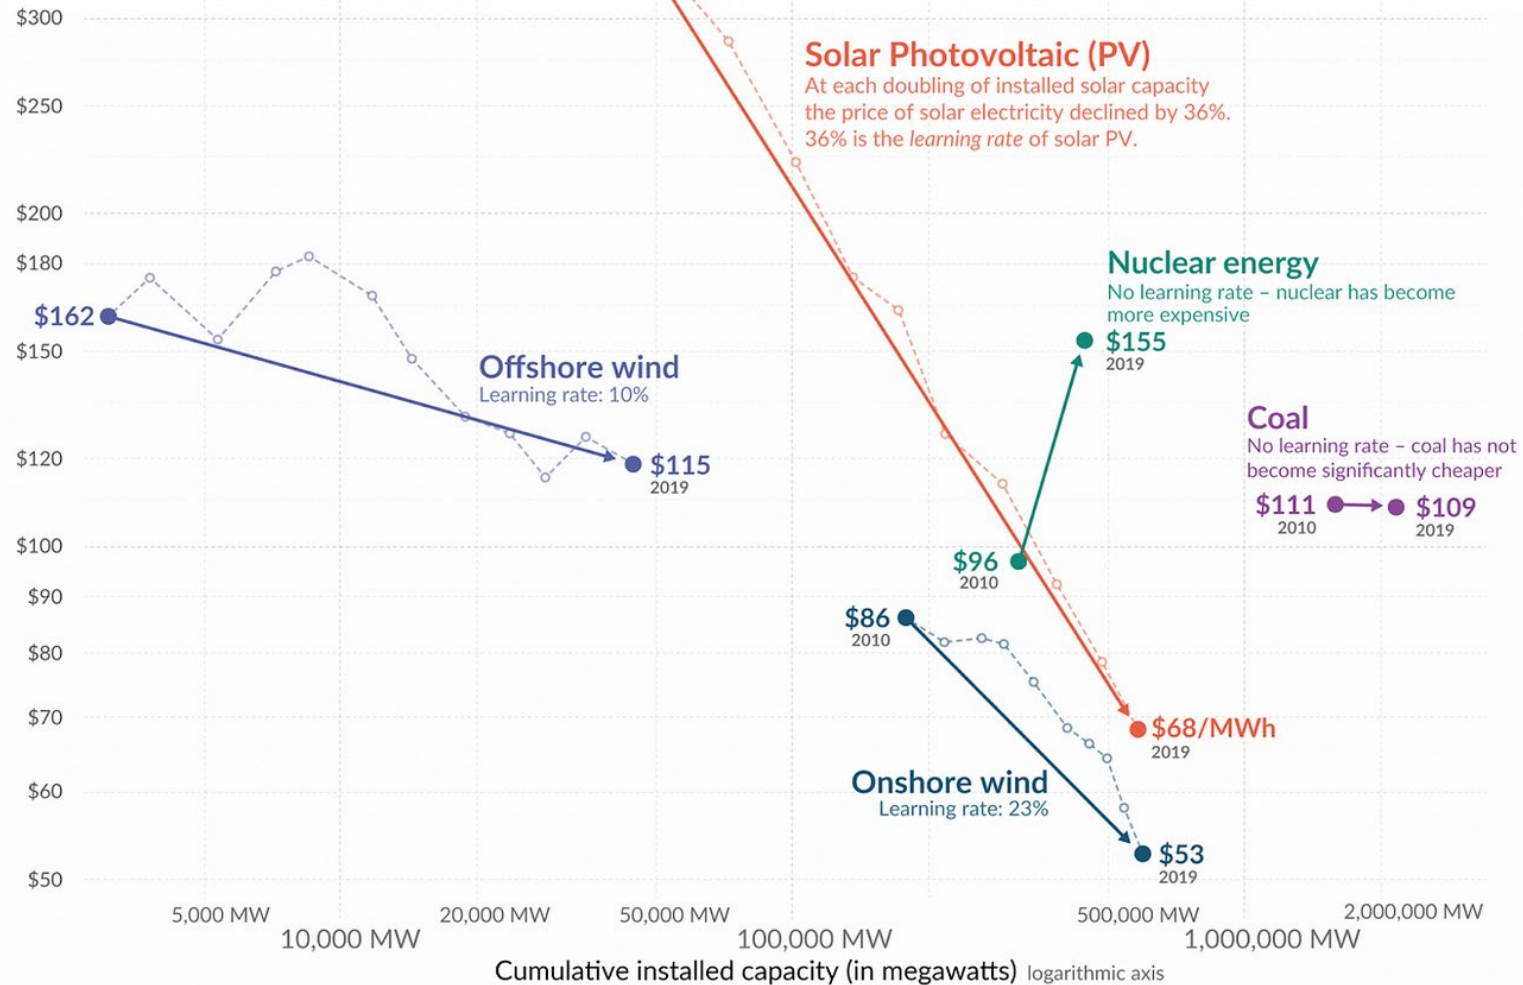 $300
Solar Photovoltaic (PV)
At each doubling of installed solar capacity
the price of solar electricity declined by 36%.
36% is the learning rate of solar PV.
$250
$200
$180
Nuclear energy
No learning rate – nuclear has become
more expensive
$155
2019
$162
$150
Offshore wind
Learning rate: 10%
Coal
No learning rate – coal has not
become significantly cheaper
$111
2010
$109
2019
$120
$115
2019
$100
$96
2010
$90
$86
2010
$80
$70
$68/MWh
2019
$60
Onshore wind
Learning rate: 23%
$53
2019
$50
5,000 MW
10,000 MW
20,000 MW
50,000 MW
100,000 MW
500,000 MW
1,000,000 MW
2,000,000 MW
Cumulative installed capacity (in megawatts) logarithmic axis